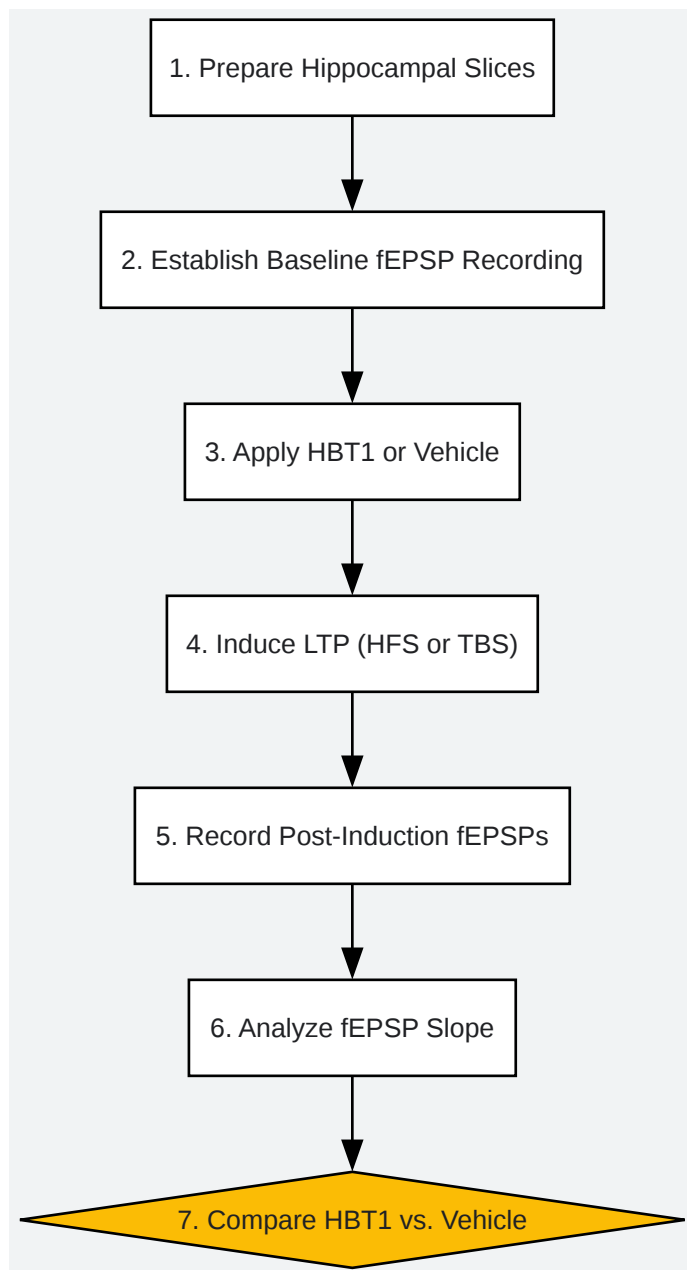 1. Prepare Hippocampal Slices
2. Establish Baseline fEPSP Recording
3. Apply HBT1 or Vehicle
4. Induce LTP (HFS or TBS)
5. Record Post-Induction fEPSPs
6. Analyze fEPSP Slope
7. Compare HBT1 vs. Vehicle